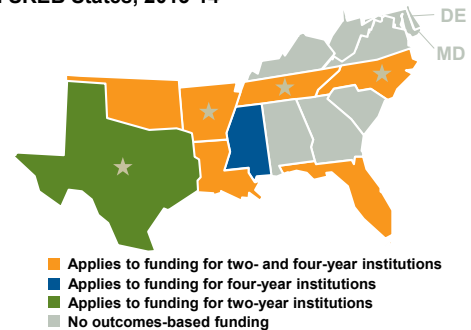 SREB States, 2013-14
DE
MD
Applies to funding for two- and four-year institutions
Applies to funding for four-year institutions
Applies to funding for two-year institutions
No outcomes-based funding